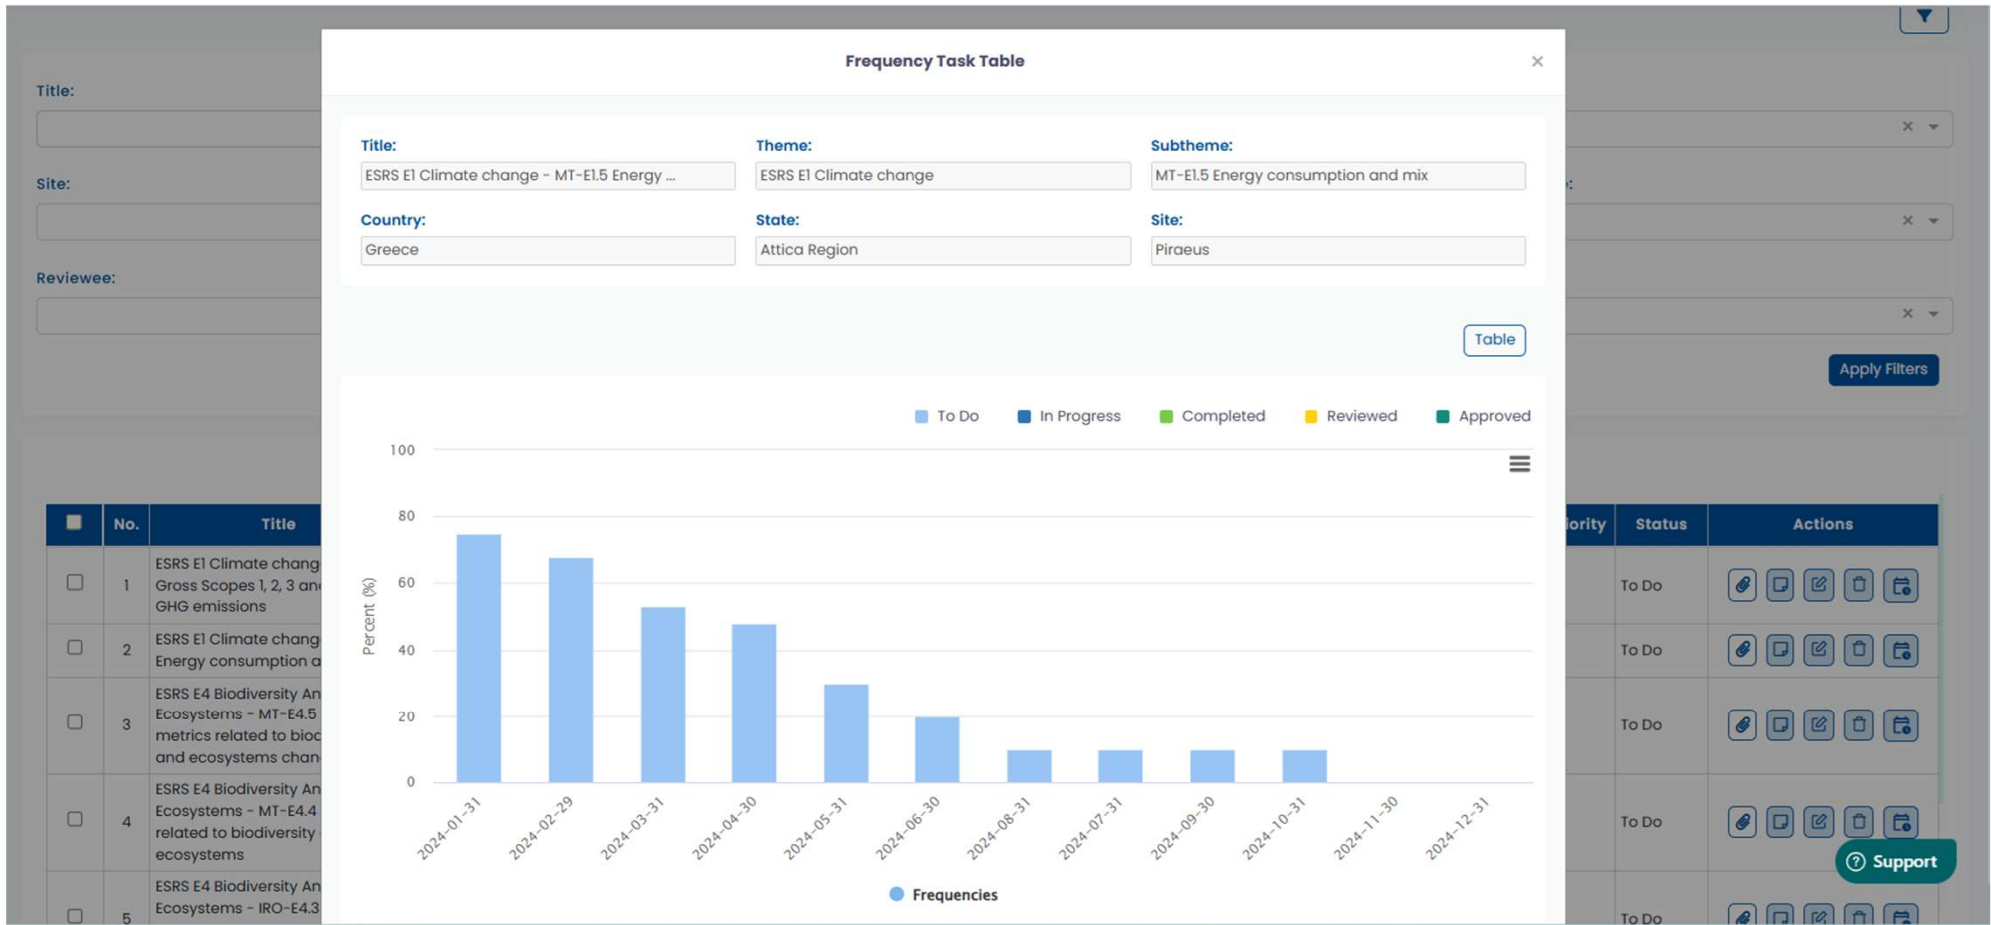 Frequency Task Table
×
Title:
Site:
Reviewee:
Title:
Theme:
Subtheme:
ESRS E1 Climate change - MT-E1.5 Energy ...
ESRS E1 Climate change
MT-E1.5 Energy consumption and mix
Country:
State:
Site:
Greece
Attica Region
Piraeus
Table
Apply Filters
To Do
In Progress
Completed
Reviewed
Approved
Percent (%)
100
80
60
40
20
0
2024-01-31
2024-02-29
2024-03-31
2024-04-30
2024-05-31
2024-06-30
2024-08-31
2024-07-31
2024-09-30
2024-10-31
2024-11-30
2024-12-31
Frequencies
No.
Title
Status
Actions
1
ESRS E1 Climate chang
Gross Scopes 1, 2, 3 an
GHG emissions
To Do
2
ESRS E1 Climate chang
Energy consumption a
To Do
3
ESRS E4 Biodiversity An
Ecosystems - MT-E4.5
metrics related to bio
and ecosystems chan
To Do
4
ESRS E4 Biodiversity An
Ecosystems - MT-E4.4
related to biodiversity
ecosystems
To Do
5
ESRS E4 Biodiversity An
Ecosystems - IRO-E4.3
To Do
Support